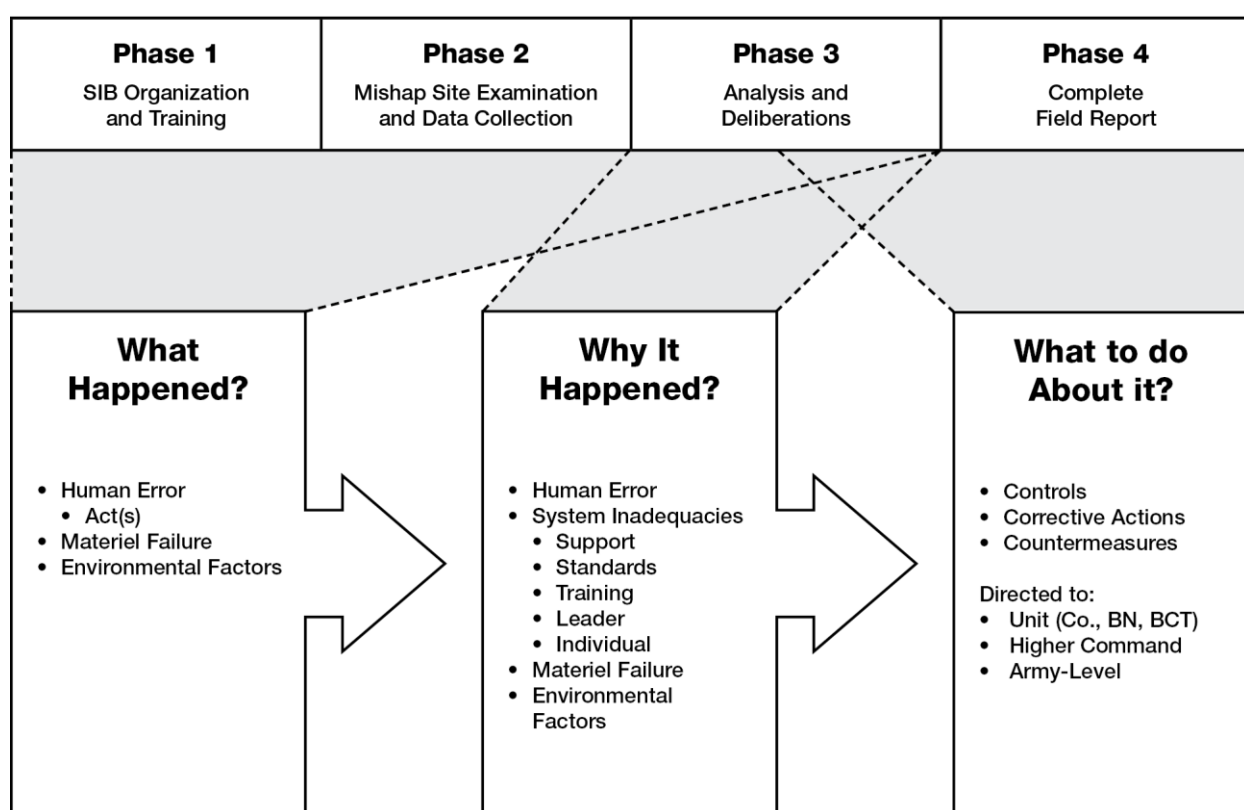 Phase 1
SIB Organization
and Training
Phase 2
Mishap Site Examination
and Data Collection
Phase 3
Analysis and
Deliberations
Phase 4
Complete
Field Report
What
Happened?
• Human Error
• Act(s)
• Materiel Failure
• Environmental Factors
Why It
Happened?
• Human Error
• System Inadequacies
• Support
• Standards
• Training
• Leader
• Individual
• Materiel Failure
• Environmental
Factors
What to do
About it?
• Controls
• Corrective Actions
• Countermeasures
Directed to:
• Unit (Co., BN, BCT)
• Higher Command
• Army-Level